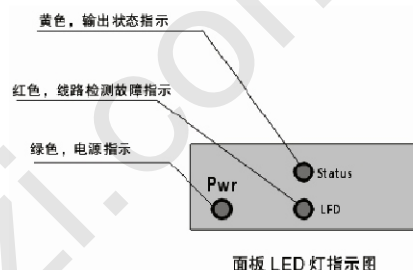 黄色，输出状态指示
红色，线路检测故障指示
绿色，电源指示
Status
Pwr
LFD
面板 LED 灯指示图